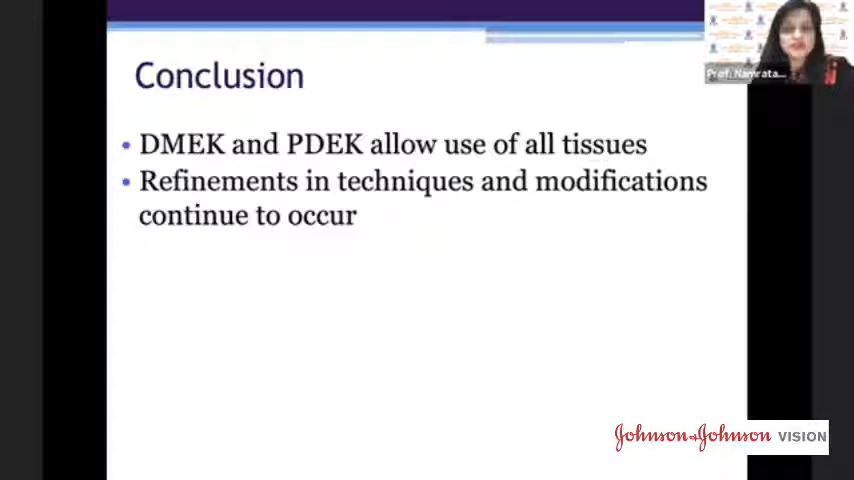 Prof. Namrata...
Conclusion
• DMEK and PDEK allow use of all tissues
• Refinements in techniques and modifications
continue to occur
Johnson & Johnson VISION